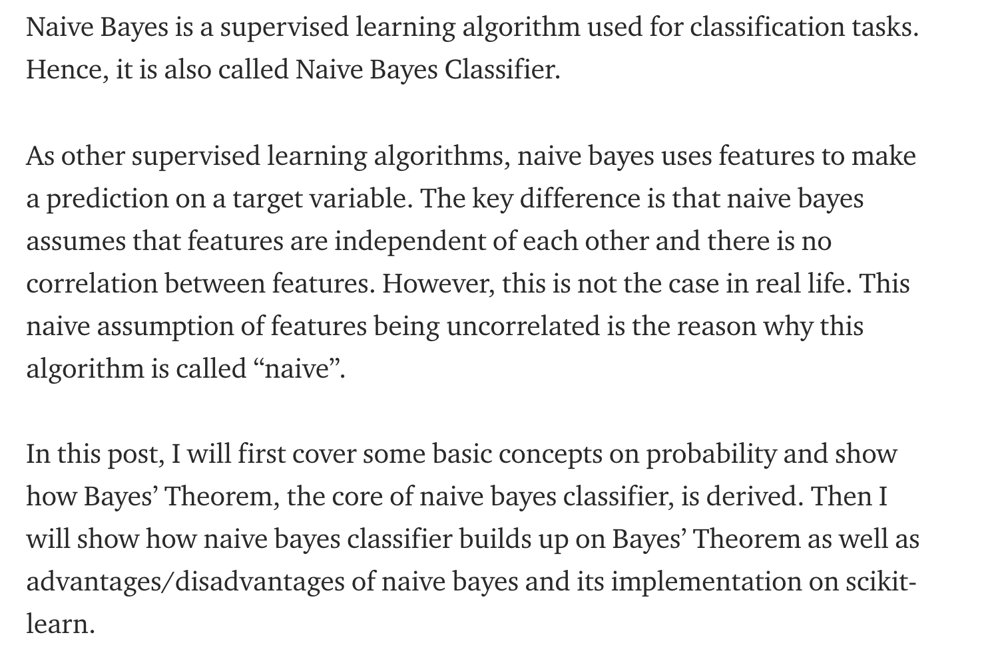 Naive Bayes is a supervised learning algorithm used for classification tasks.
Hence, it is also called Naive Bayes Classifier.
As other supervised learning algorithms, naive bayes uses features to make
a prediction on a target variable. The key difference is that naive bayes
assumes that features are independent of each other and there is no
correlation between features. However, this is not the case in real life. This
naive assumption of features being uncorrelated is the reason why this
algorithm is called “naive”.
In this post, I will first cover some basic concepts on probability and show
how Bayes’ Theorem, the core of naive bayes classifier, is derived. Then I
will show how naive bayes classifier builds up on Bayes’ Theorem as well as
advantages/disadvantages of naive bayes and its implementation on scikit-
learn.